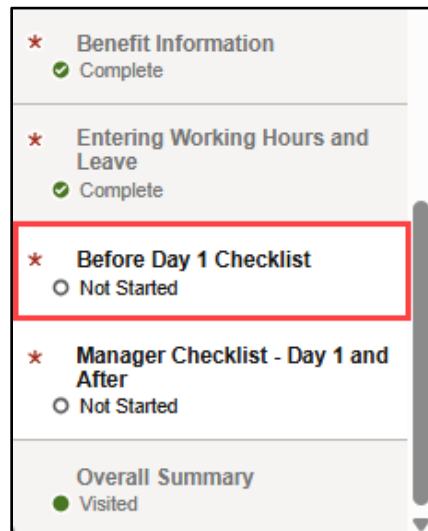 * Benefit Information
Complete
* Entering Working Hours and
Leave
Complete
* Before Day 1 Checklist
Not Started
* Manager Checklist - Day 1 and
After
Not Started
Overall Summary
Visited